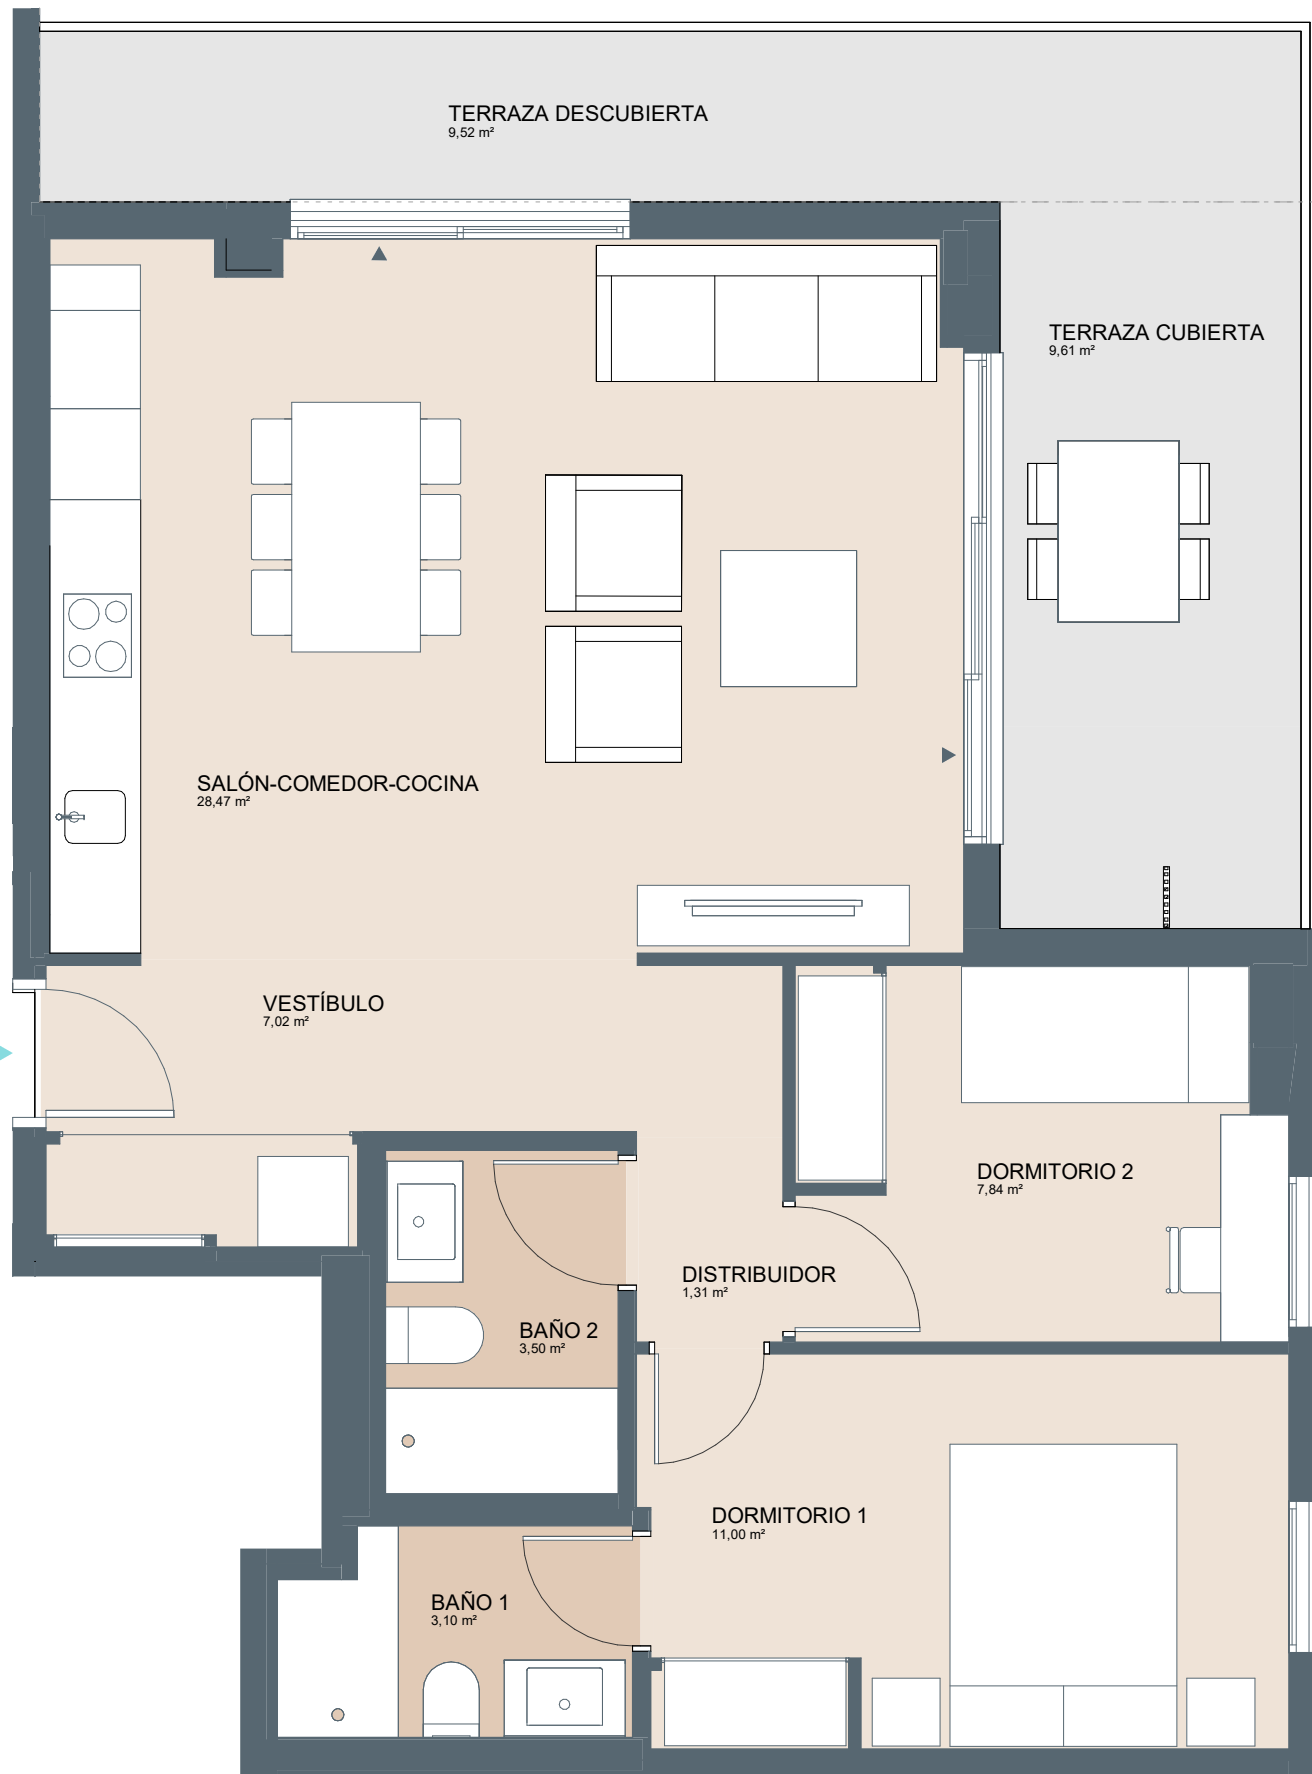 TERRAZA DESCUBIERTA
9,52 m²
TERRAZA CUBIERTA
9,61 m²
SALÓN-COMEDOR-COCINA
28,47 m²
VESTÍBULO
7,02 m²
DORMITORIO 2
7,84 m²
DISTRIBUIDOR
1,31 m²
BAÑO 2
3,50 m²
DORMITORIO 1
11,00 m²
BAÑO 1
3,10 m²